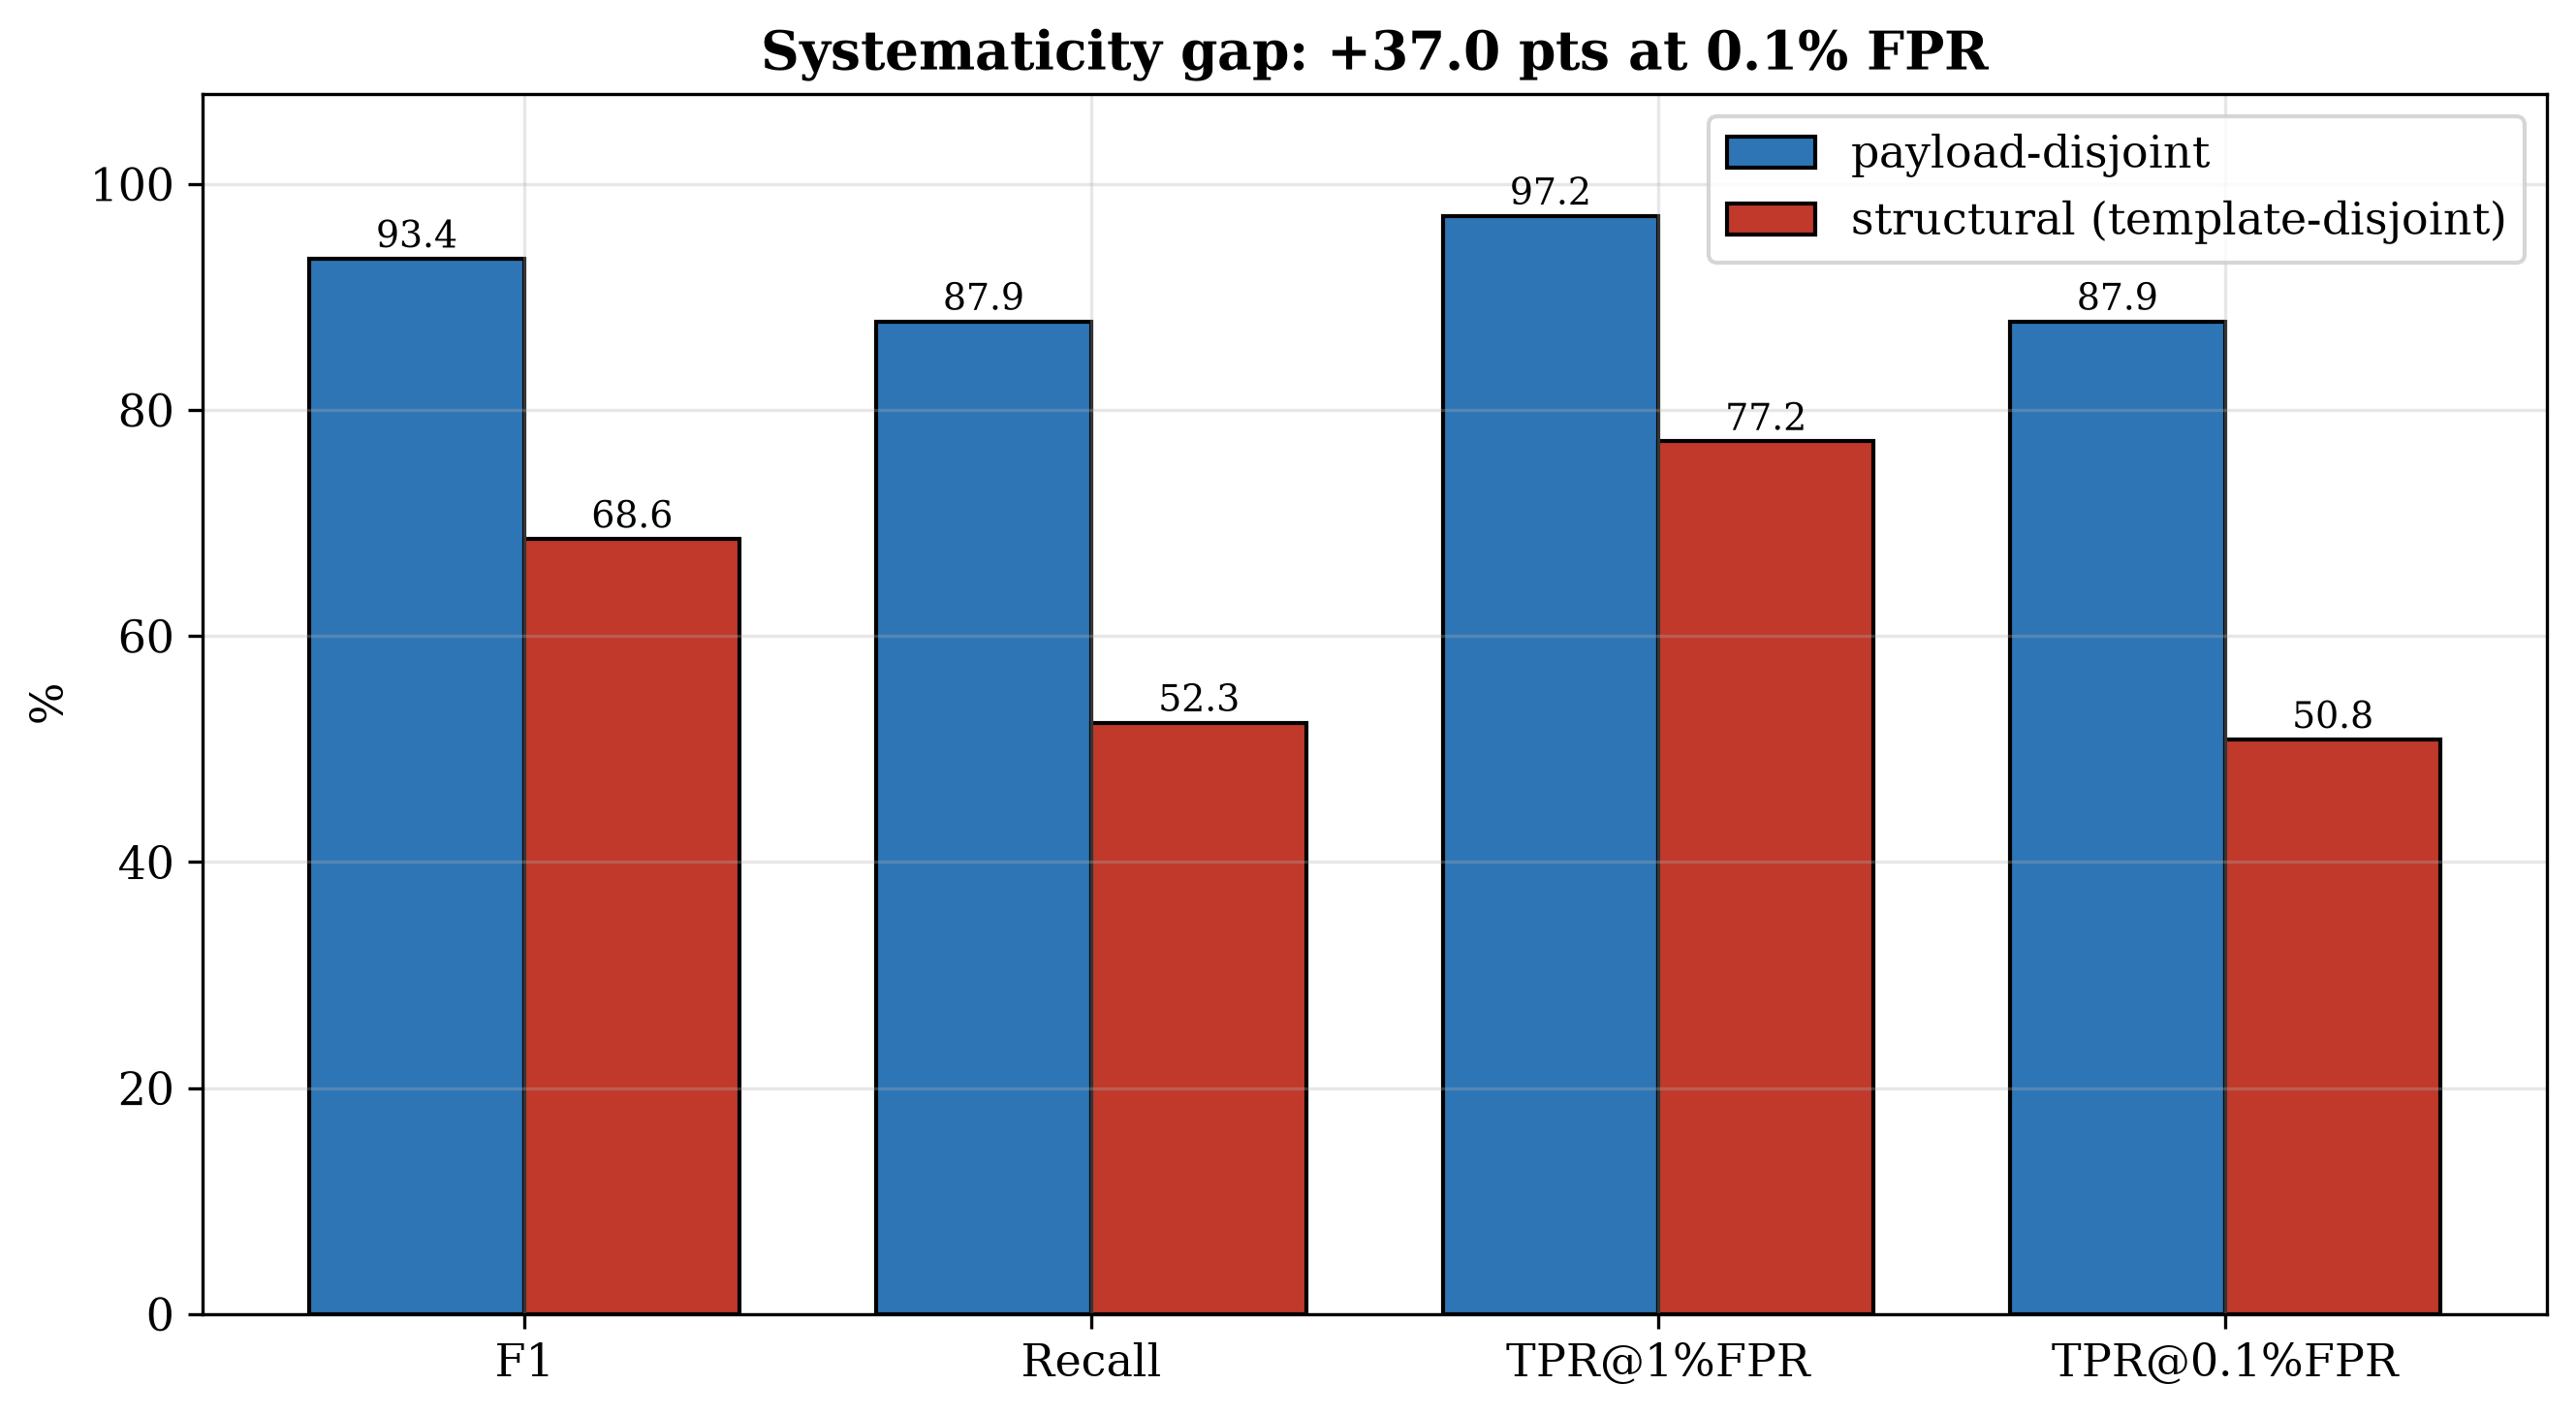 Systematicity gap: +37.0 pts at 0.1% FPR
payload-disjoint
structural (template-disjoint)
%
100
80
60
40
20
0
93.4
68.6
87.9
52.3
97.2
77.2
87.9
50.8
F1
Recall
TPR@1%FPR
TPR@0.1%FPR